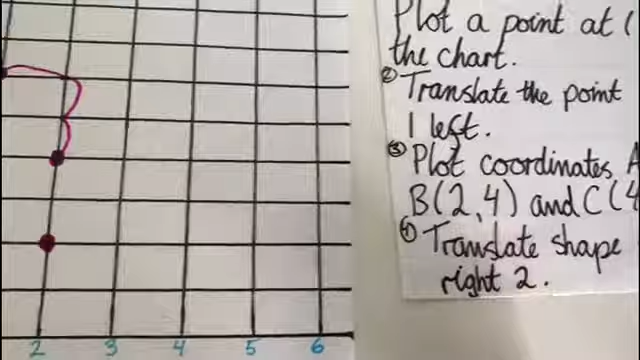 Plot a point at (
the chart.
② Translate the point
1 left.
③ Plot coordinates A
B(2,4) and C(4
④ Translate shape
right 2.
2 3 4 5 6